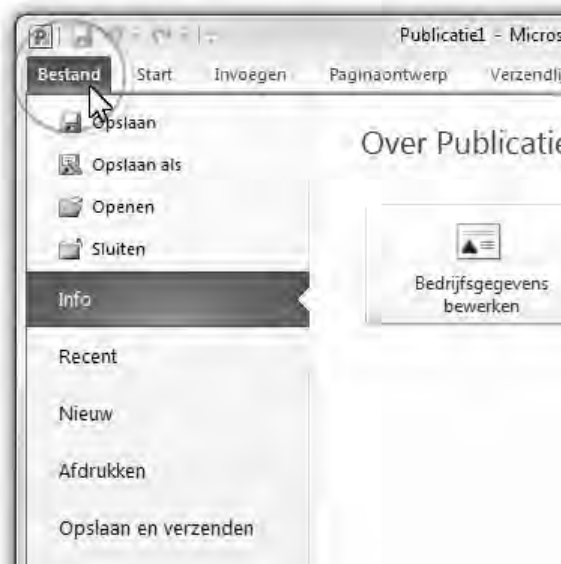 Publicatie1 - Micros
Bestand Start Invoegen Paginaontwerp Verzendli
Opslaan
Opslaan als
Openen
Sluiten
Info
Recent
Nieuw
Afdrukken
Opslaan en verzenden
Over Publicatie
Bedrijfsgegevens
bewerken